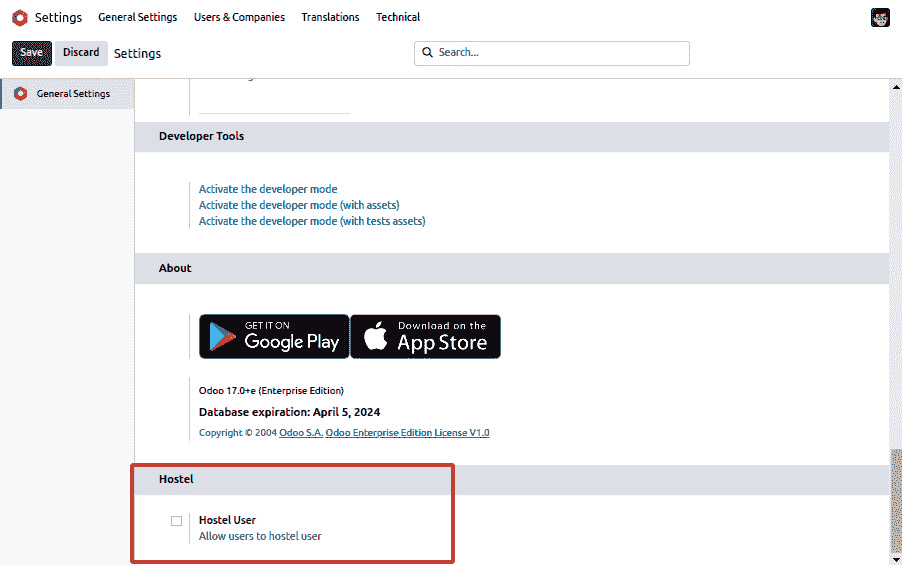 Settings General Settings Users & Companies Translations Technical
Save Discard Settings Search...
General Settings
Developer Tools
Activate the developer mode
Activate the developer mode (with assets)
Activate the developer mode (with tests assets)
About
GET IT ON
Google Play
Download on the
App Store
Odoo 17.0+e (Enterprise Edition)
Database expiration: April 5, 2024
Copyright © 2004 Odoo S.A. Odoo Enterprise Edition License V1.0
Hostel
Hostel User
Allow users to hostel user